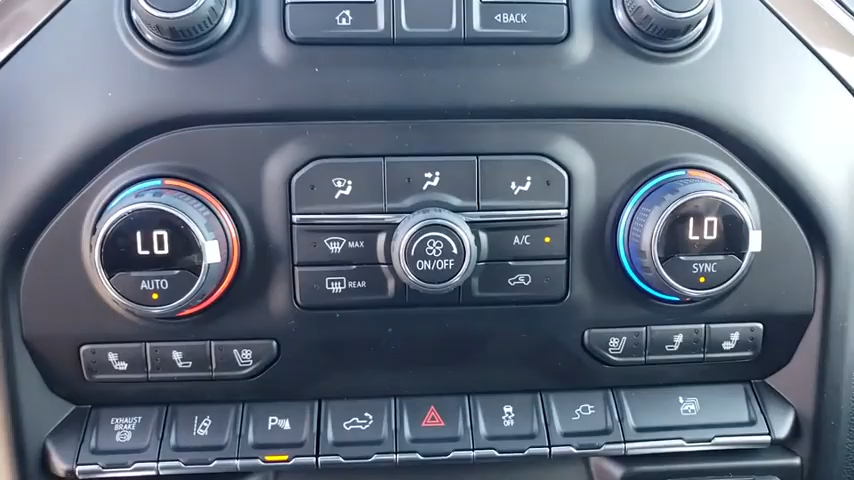 BACK
LO
AUTO
MAX
REAR
ON/OFF
A/C
LO
SYNC
EXHAUST
BRAKE
P
OFF